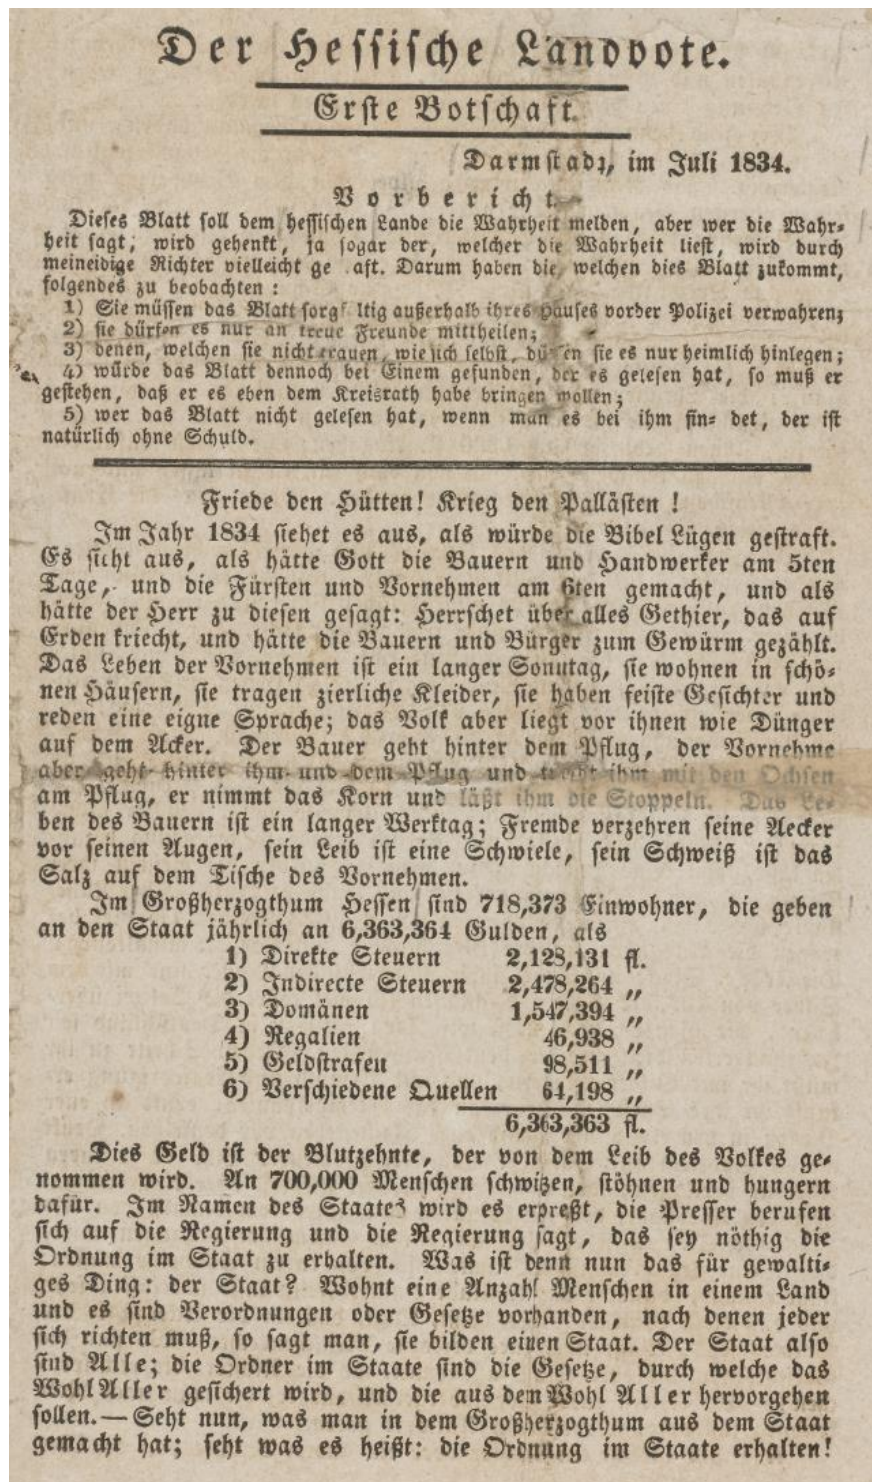 Der Hessische Landbote.
Erste Botschaft.
Darmstadt, im Juli 1834.
Vorbericht.
Dieses Blatt soll dem hessischen Lande die Wahrheit melden, aber wer die Wahr-
heit sagt, wird gehenkt, ja sogar der, welcher die Wahrheit liest, wird durch
meineidige Richter vielleicht ge aft. Darum haben die, welchen dies Blatt zukommt,
folgendes zu beobachten :
1) Sie müssen das Blatt sorgf ltig außerhalb ihres Hauses vorder Polizei verwahren;
2) sie dürfen es nur an treue Freunde mittheilen;
3) denen, welchen sie nicht trauen, wie sich selbst, dürfen sie es nur heimlich hinlegen;
4) würde das Blatt dennoch bei Einem gefunden, der es gelesen hat, so muß er
gestehen, daß er es eben dem Kreisrath habe bringen wollen;
5) wer das Blatt nicht gelesen hat, wenn man es bei ihm fin- det, der ist
natürlich ohne Schuld.
Friede den Hütten! Krieg den Pallästen !
Im Jahr 1834 siehet es aus, als würde die Bibel Lügen gestraft.
Es sieht aus, als hätte Gott die Bauern und Handwerker am 5ten
Tage, und die Fürsten und Vornehmen am 6ten gemacht, und als
hätte der Herr zu diesen gesagt: Herrschet über alles Gethier, das auf
Erden kriecht, und hätte die Bauern und Bürger zum Gewürm gezählt.
Das Leben der Vornehmen ist ein langer Sonntag, sie wohnen in schö-
nen Häusern, sie tragen zierliche Kleider, sie haben feiste Gesichter und
reden eine eigne Sprache; das Volk aber liegt vor ihnen wie Dünger
auf dem Acker. Der Bauer geht hinter dem Pflug, der Vornehme
aber geht hinter ihm und dem Pflug und treibt ihm mit den Ochsen
am Pflug, er nimmt das Korn und läßt ihm die Stoppeln. Das Le-
ben des Bauern ist ein langer Werktag; Fremde verzehren seine Aecker
vor seinen Augen, sein Leib ist eine Schwiele, sein Schweiß ist das
Salz auf dem Tische des Vornehmen.
Im Großherzogthum Hessen sind 718,373 Einwohner, die geben
an den Staat jährlich an 6,363,364 Gulden, als
1) Direkte Steuern 2,128,131 fl.
2) Indirecte Steuern 2,478,264 „
3) Domänen 1,547,394 „
4) Regalien 46,938 „
5) Geldstrafen 98,511 „
6) Verschiedene Quellen 64,198 „
6,363,363 fl.
Dies Geld ist der Blutzehnte, der von dem Leib des Volkes ge-
nommen wird. An 700,000 Menschen schwitzen, stöhnen und hungern
dafür. Im Namen des Staates wird es erpreßt, die Presser berufen
sich auf die Regierung und die Regierung sagt, das sey nöthig die
Ordnung im Staat zu erhalten. Was ist denn nun das für gewalti-
ges Ding: der Staat? Wohnt eine Anzahl Menschen in einem Land
und es sind Verordnungen oder Gesetze vorhanden, nach denen jeder
sich richten muß, so sagt man, sie bilden einen Staat. Der Staat also
sind Alle; die Ordner im Staate sind die Gesetze, durch welche das
Wohl Aller gesichert wird, und die aus dem Wohl Aller hervorgehen
sollen.— Seht nun, was man in dem Großherzogthum aus dem Staat
gemacht hat; seht was es heißt: die Ordnung im Staate erhalten!